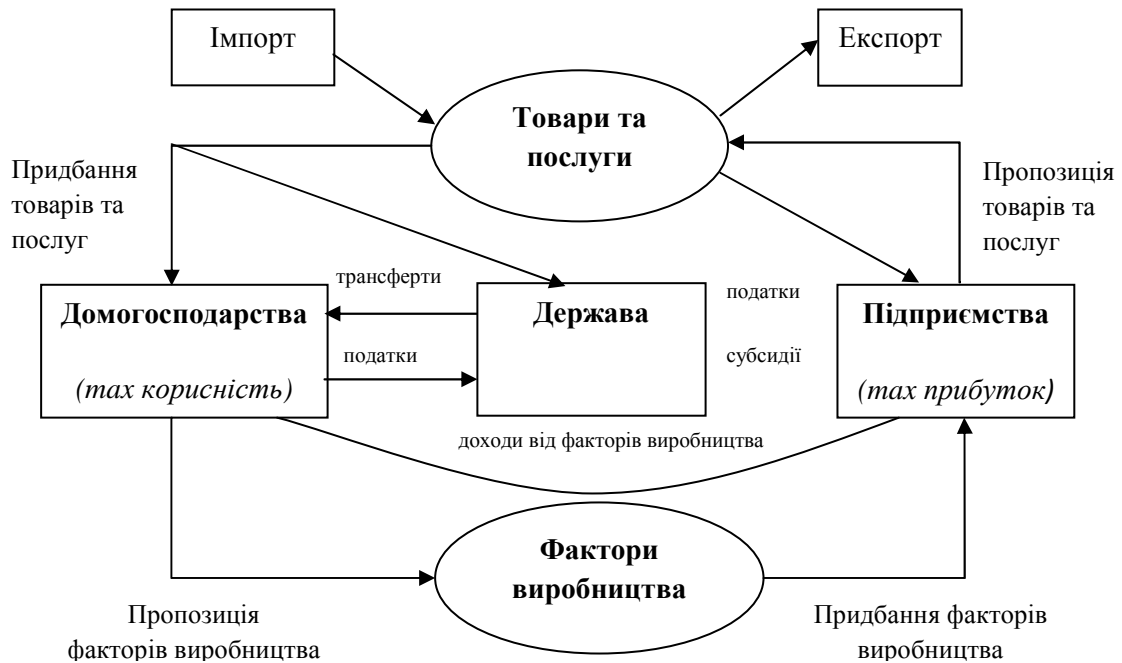 Імпорт
Експорт
Товари та
послуги
Придбання
товарів та
послуг
Пропозиція
товарів та
послуг
трансферти
податки
Домогосподарства
(max корисність)
Держава
податки
субсидії
Підприємства
(max прибуток)
доходи від факторів виробництва
Фактори
виробництва
Пропозиція
факторів виробництва
Придбання факторів
виробництва